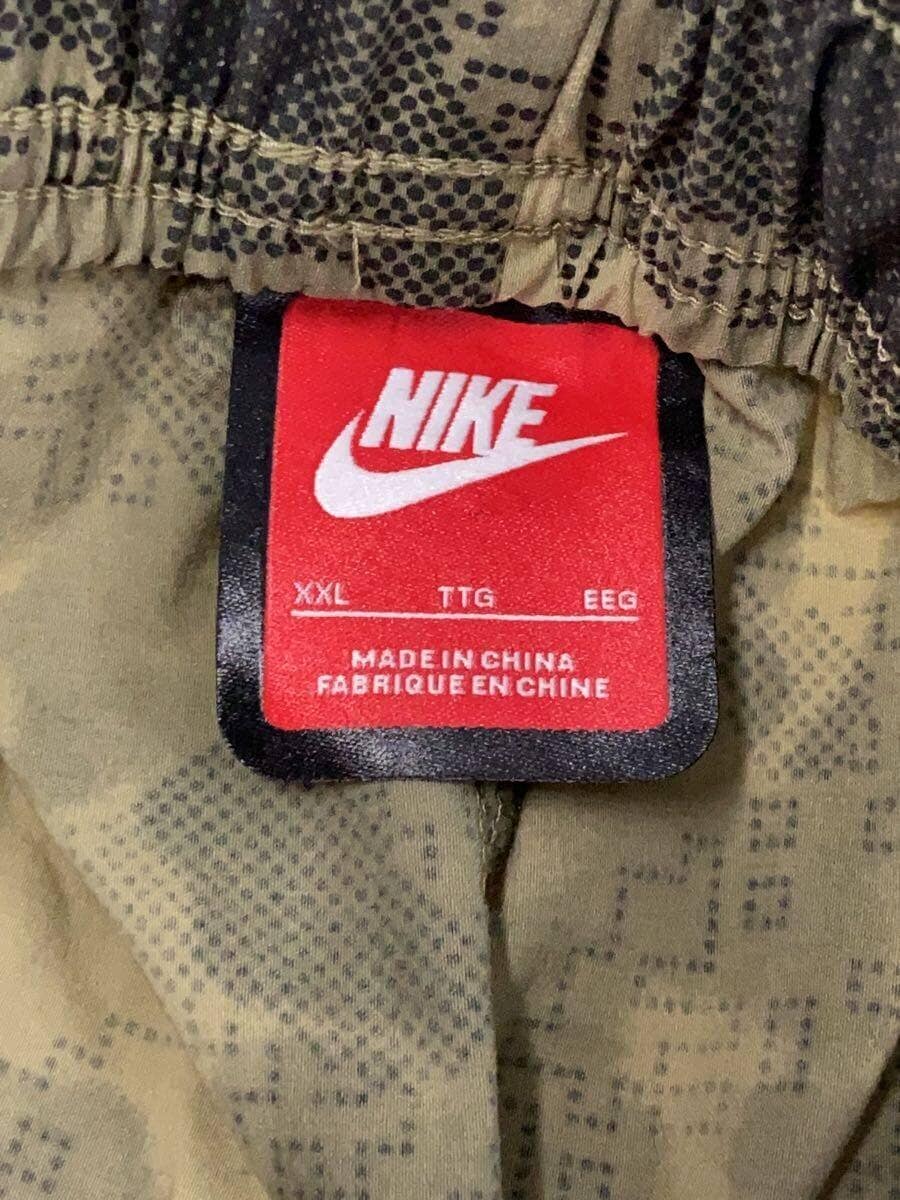 NIKE
XXL TTG EEG
MADE IN CHINA
FABRIQUE EN CHINE